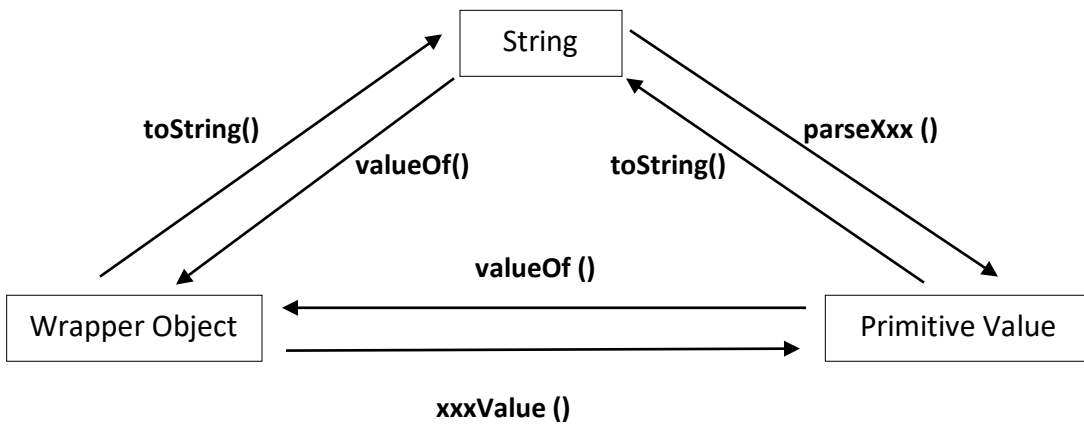 String
toString()
parseXxx ()
valueOf()
toString()
valueOf ()
Wrapper Object
Primitive Value
xxxValue ()